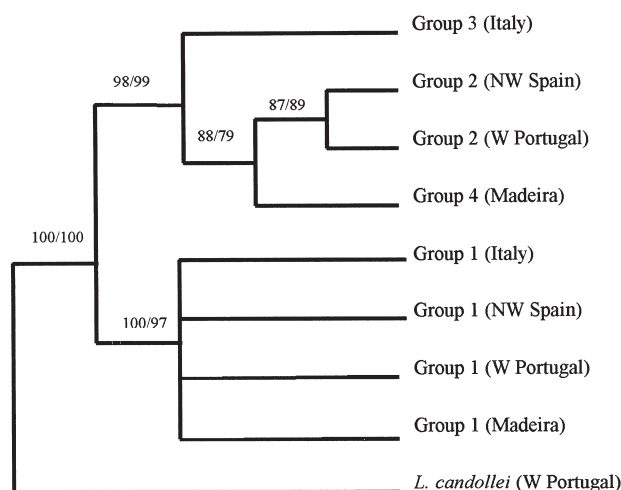 Group 3 (Italy)
98/99
Group 2 (NW Spain)
87/89
88/79
Group 2 (W Portugal)
Group 4 (Madeira)
100/100
Group 1 (Italy)
Group 1 (NW Spain)
100/97
Group 1 (W Portugal)
Group 1 (Madeira)
L. candollei (W Portugal)